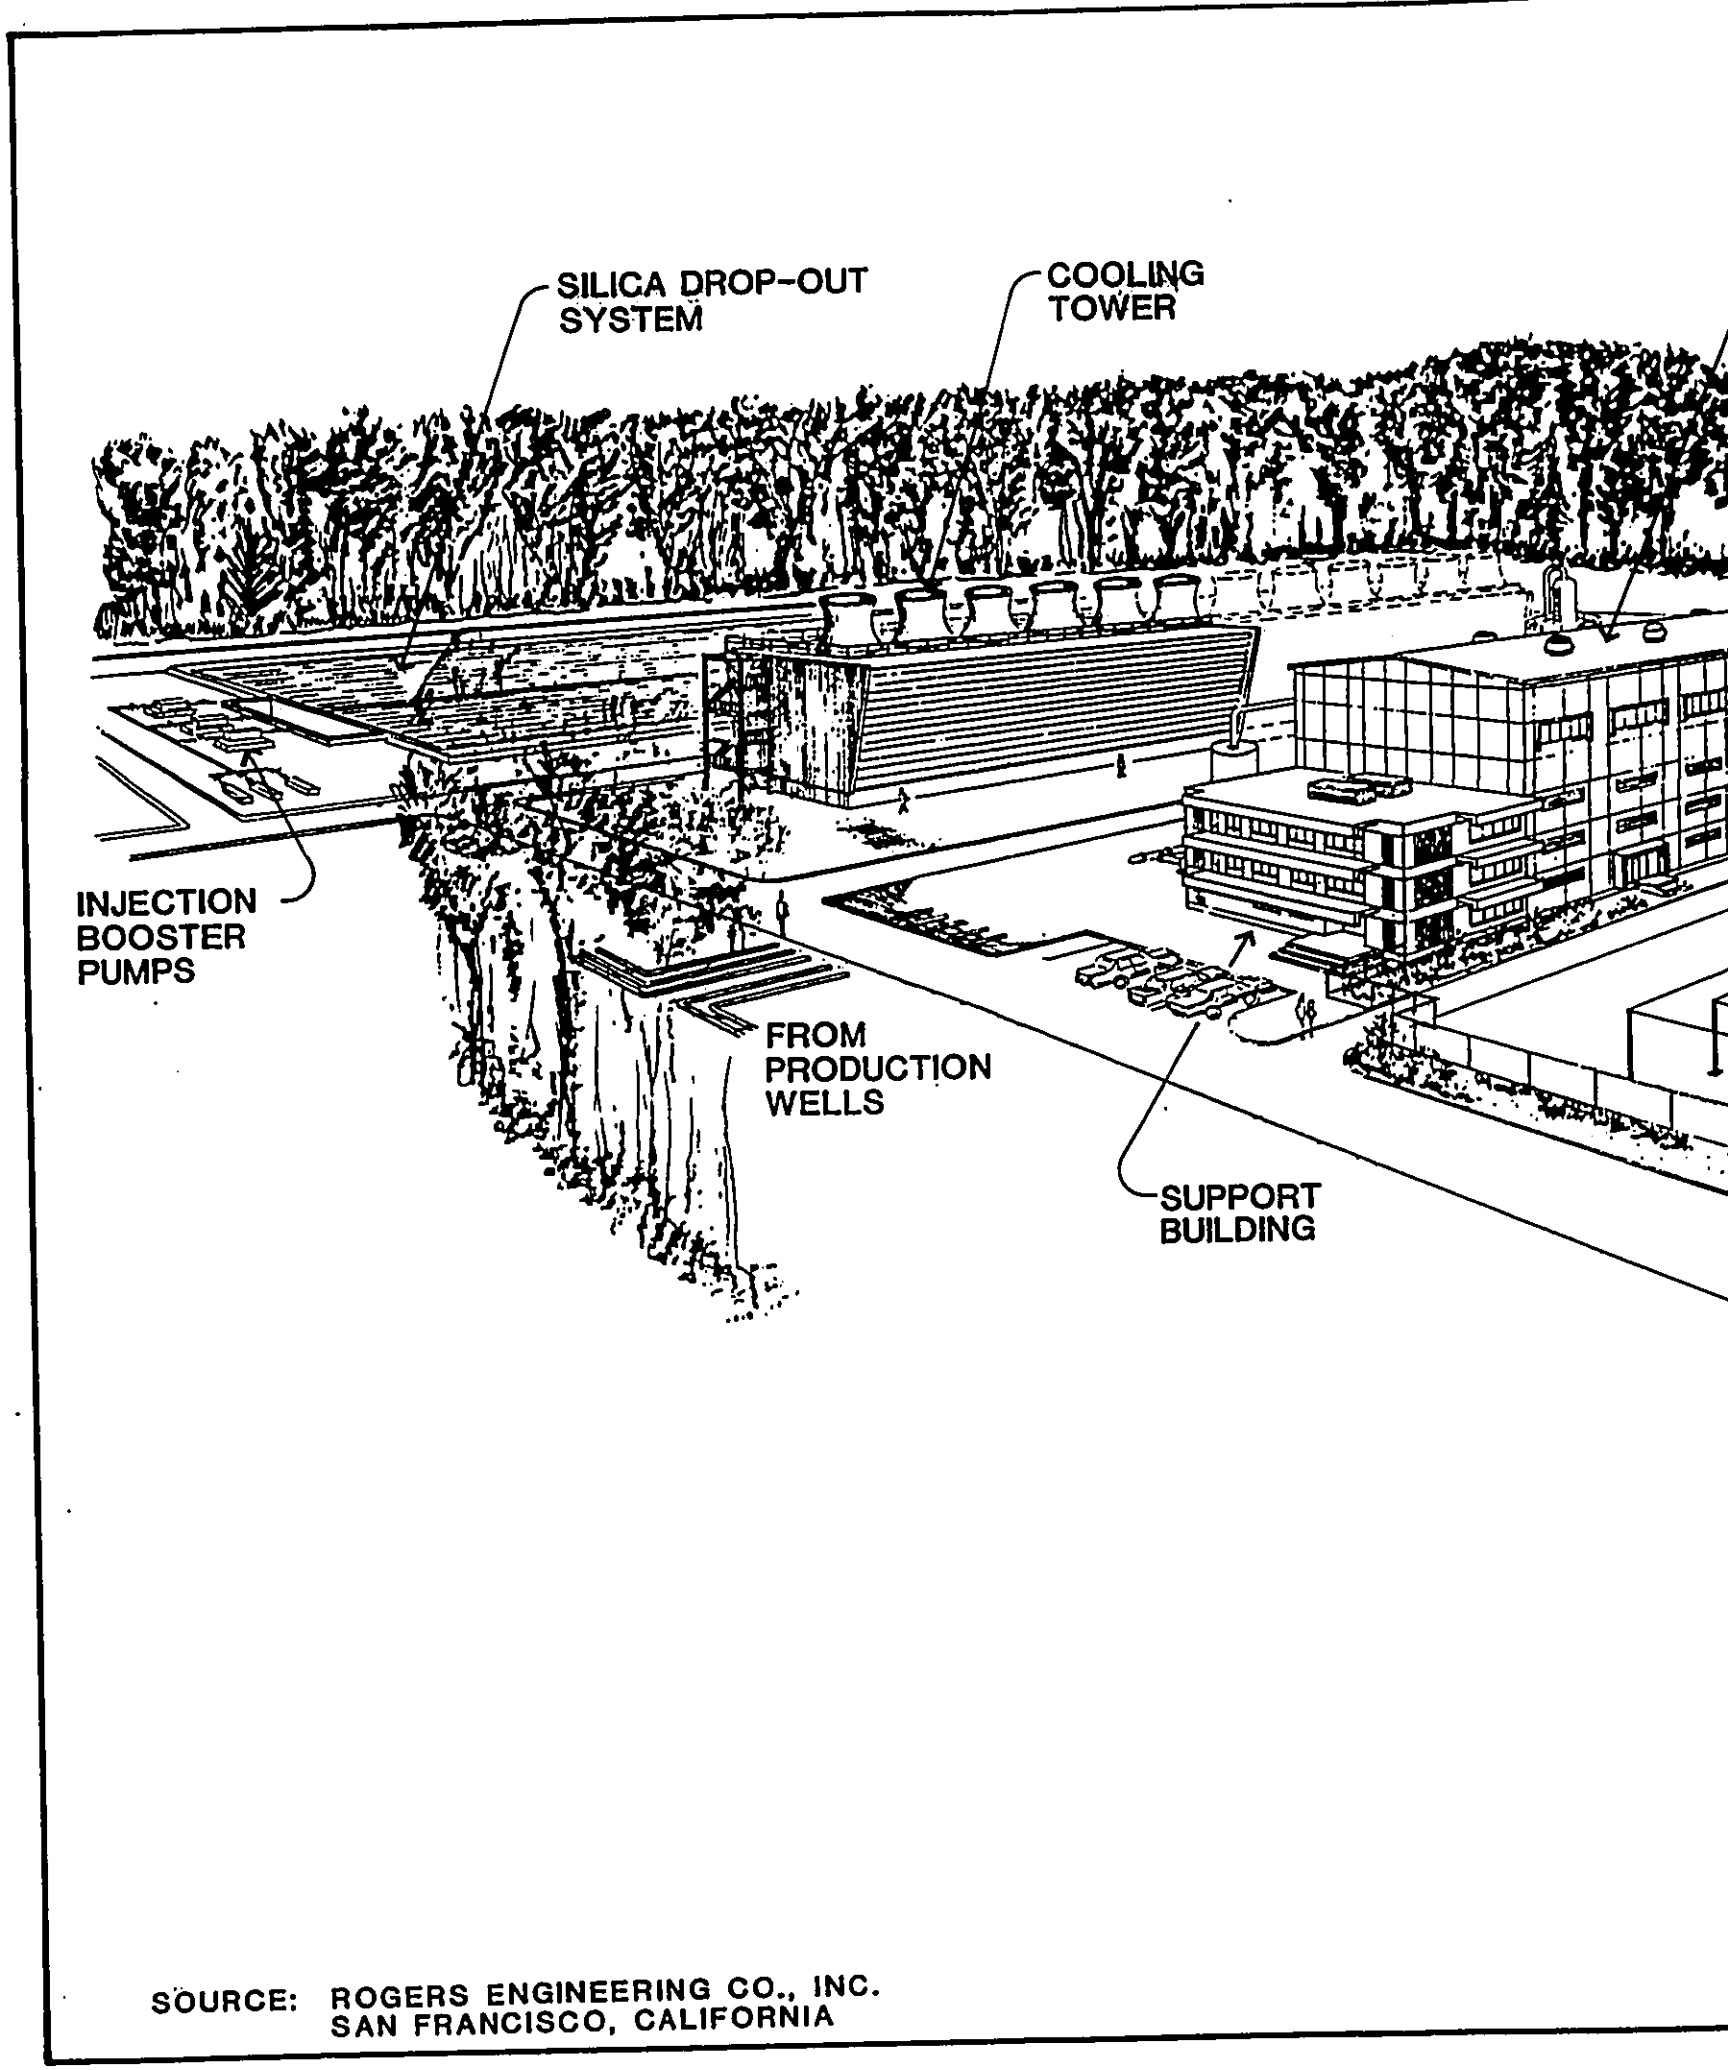 SILICA DROP-OUT
SYSTEM
COOLING
TOWER
INJECTION
BOOSTER
PUMPS
FROM
PRODUCTION
WELLS
SUPPORT
BUILDING
SOURCE: ROGERS ENGINEERING CO., INC.
SAN FRANCISCO, CALIFORNIA